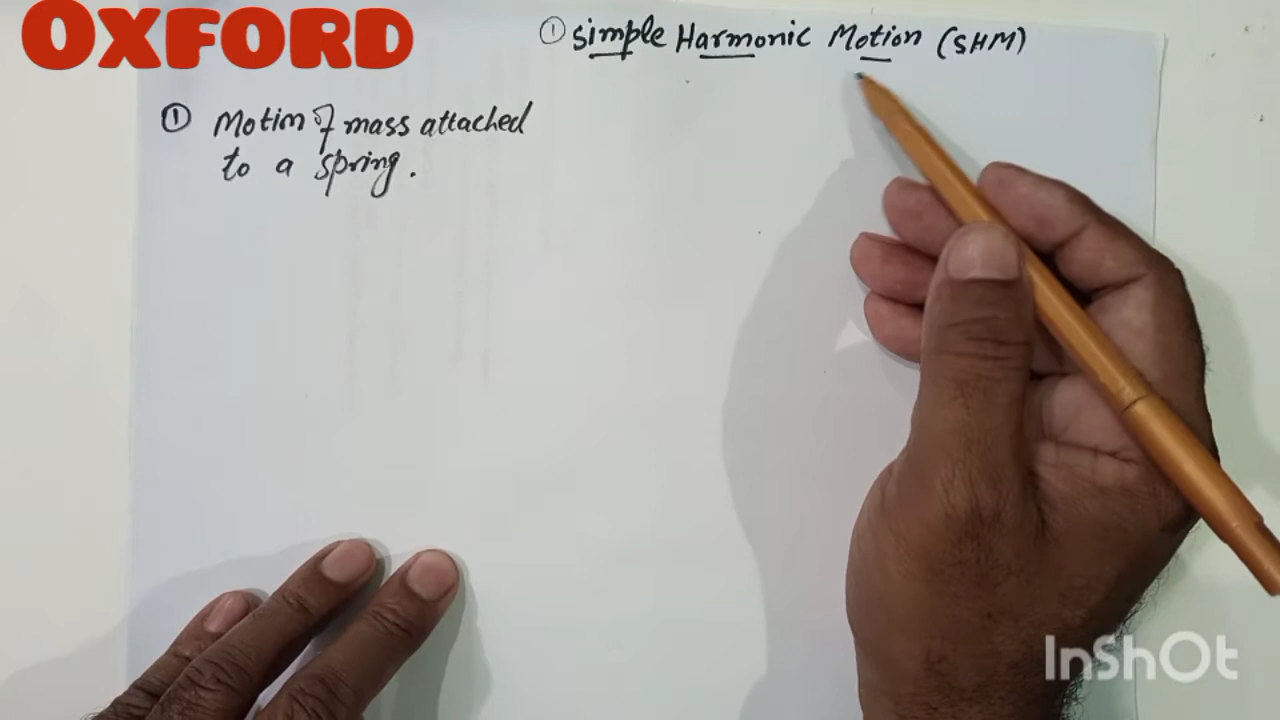 OXFORD
① simple Harmonic Motion (SHM)
① Motion of mass attached
to a spring.
InShOt